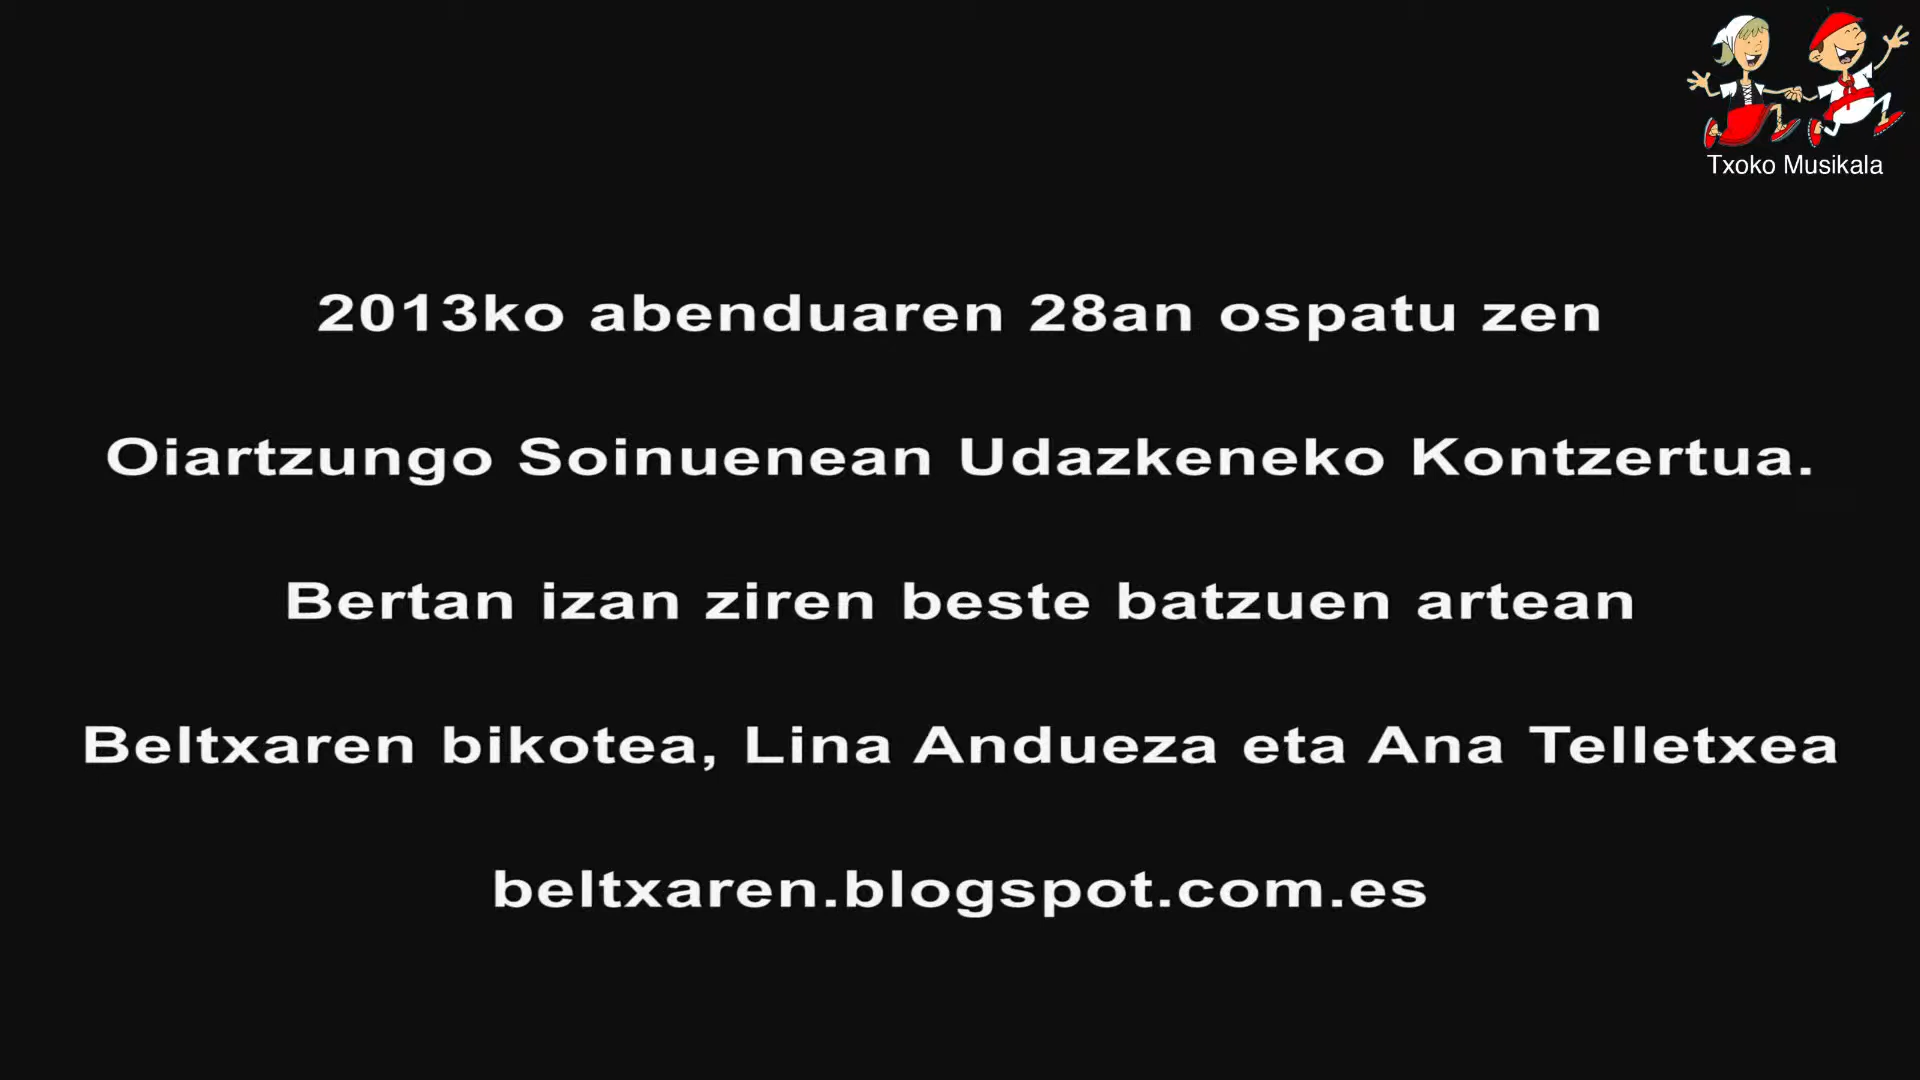 Txoko Musikala
2013ko abenduaren 28an ospatu zen
Oiartzungo Soinuenean Udazkeneko Kontzertua.
Bertan izan ziren beste batzuen artean
Beltxaren bikotea, Lina Andueza eta Ana Telletxea
beltxaren.blogspot.com.es